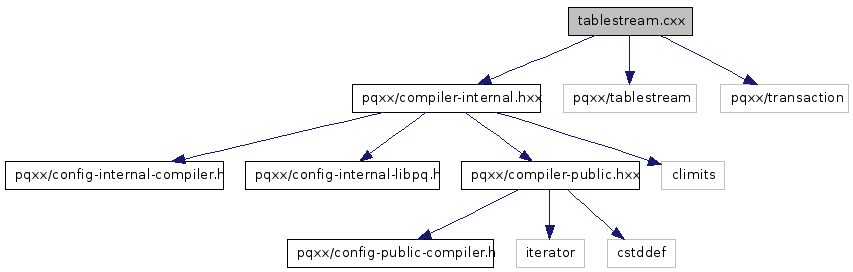 tablestream.cxx
pqxx/compiler-internal.hxx
pqxx/tablestream
pqxx/transaction
pqxx/config-internal-compiler.h
pqxx/config-internal-libpq.h
pqxx/compiler-public.hxx
climits
pqxx/config-public-compiler.h
iterator
cstddef